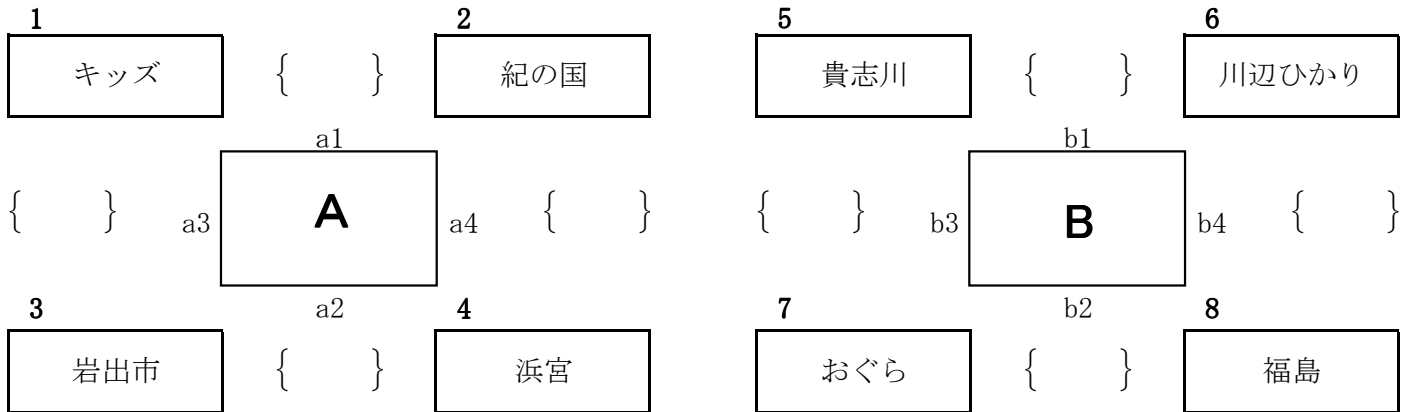 1 2 5 6
キッズ { } 紀の国 貴志川 { } 川辺ひかり
a1 b1
{ } a3 A a4 { } { } b3 B b4 { }
a2 b2
3 4 7 8
岩出市 { } 浜宮 おぐら { } 福島